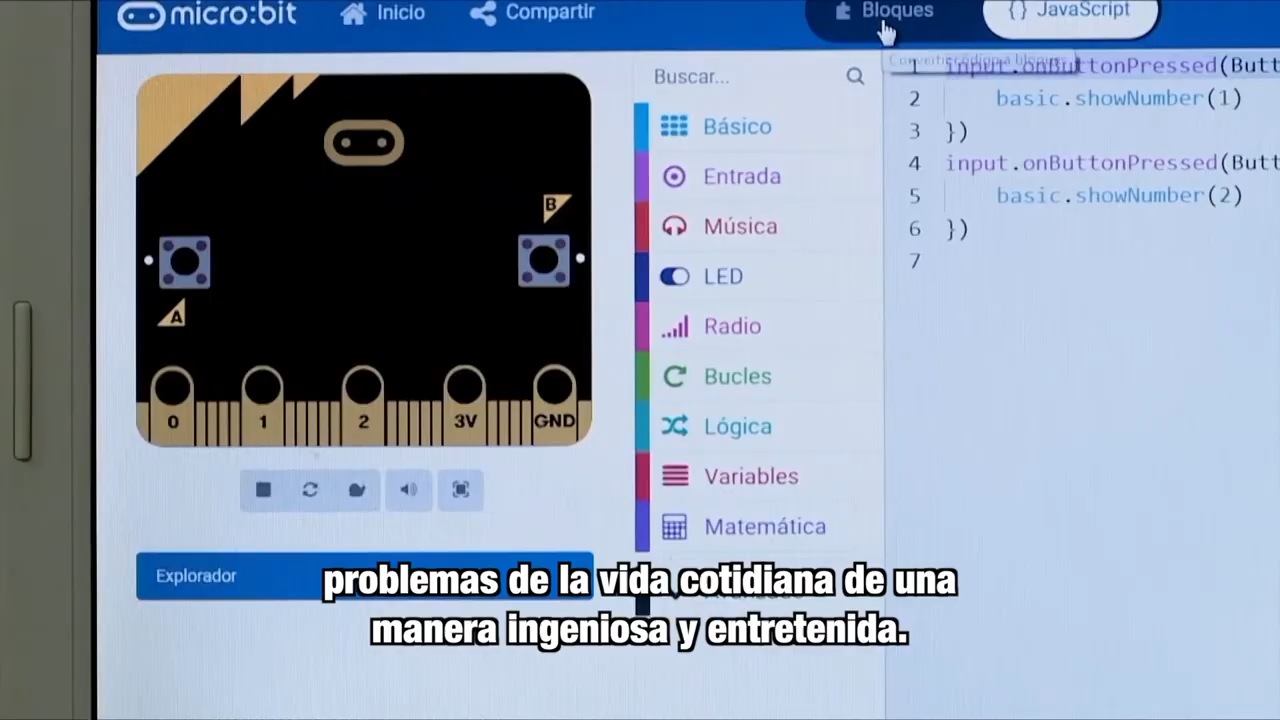 micro:bit
Inicio
Compartir
Bloques
{} JavaScript
Buscar...
Básico
Entrada
Música
LED
Radio
Bucles
Lógica
Variables
Matemática
1 input.onButtonPressed(Butt
2 basic.showNumber(1)
3 })
4 input.onButtonPressed(Butt
5 basic.showNumber(2)
6 })
7
B
A
0 1 2 3V GND
Explorador
problemas de la vida cotidiana de una
manera ingeniosa y entretenida.